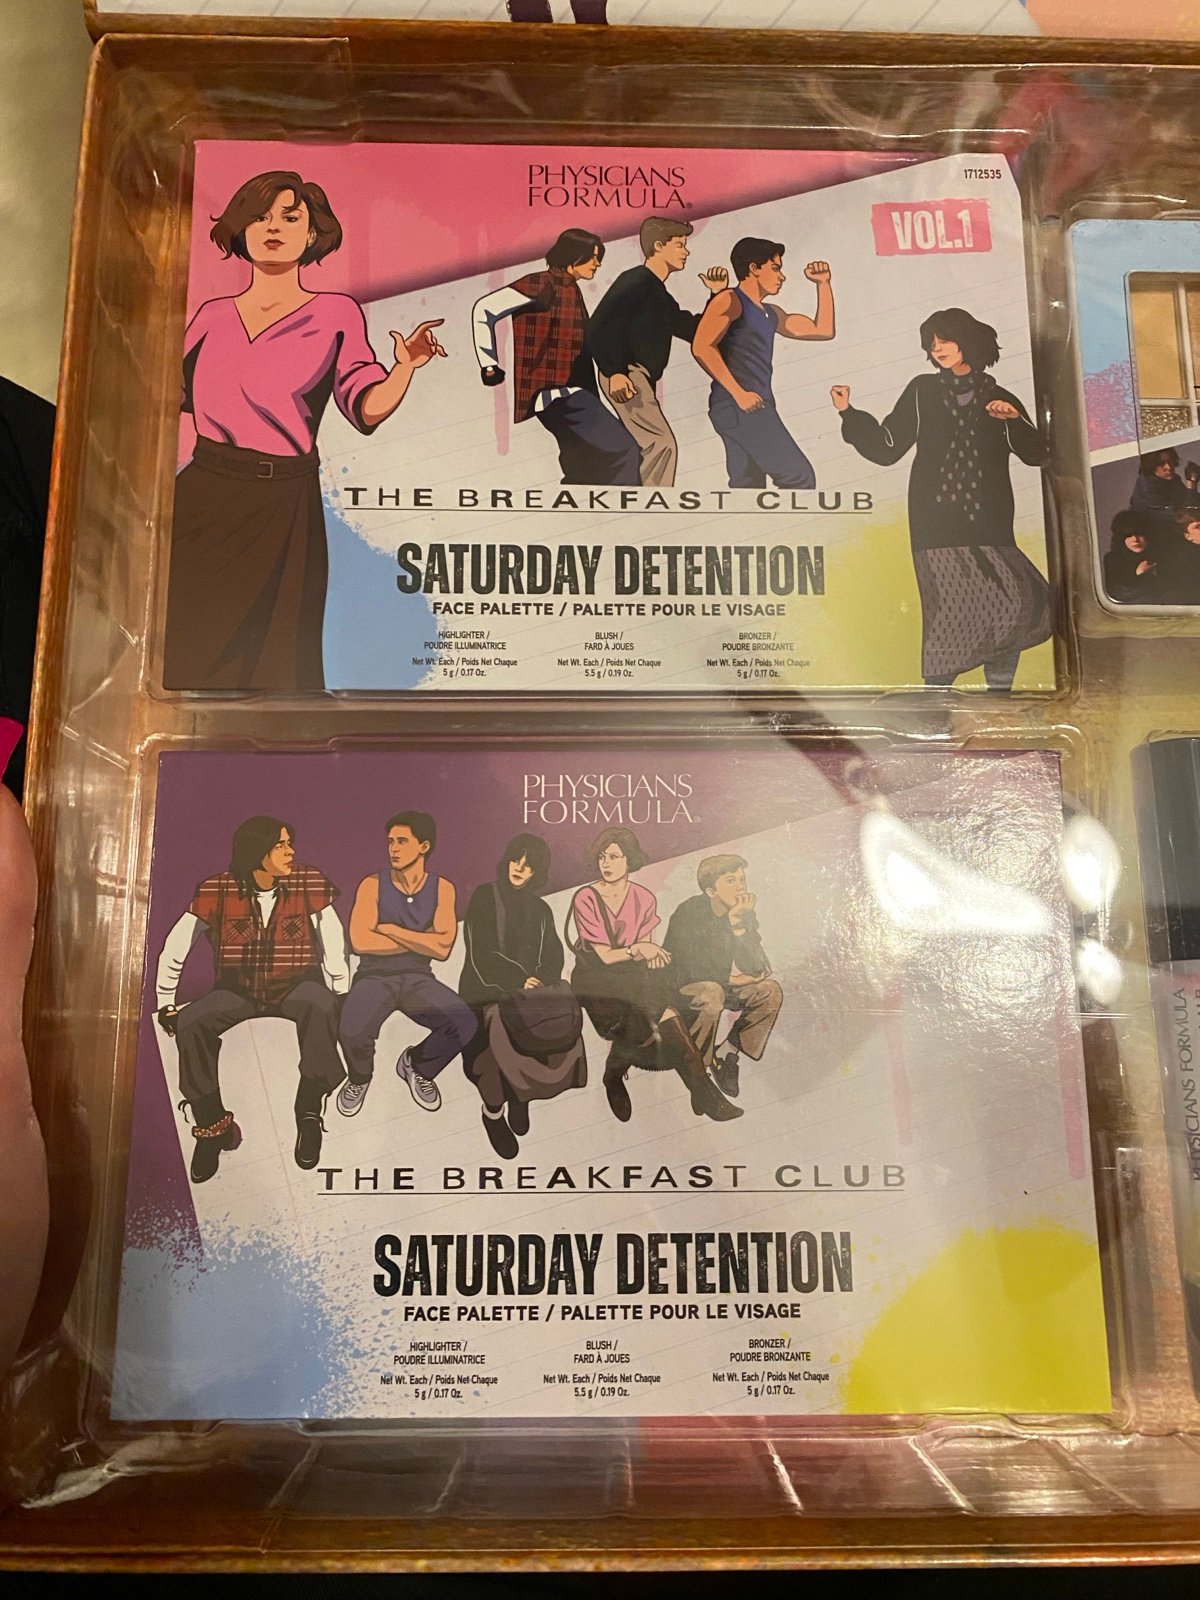 PHYSICIANS
FORMULA®
1712535
VOL.1
THE BREAKFAST CLUB
SATURDAY DETENTION
FACE PALETTE / PALETTE POUR LE VISAGE
HIGHLIGHTER /
POUDRE ILLUMINATRICE
Net Wt. Each / Poids Net Chaque
5 g / 0.17 Oz.
BLUSH /
FARD À JOUES
Net Wt. Each / Poids Net Chaque
5.5 g / 0.19 Oz.
BRONZER /
POUDRE BRONZANTE
Net Wt. Each / Poids Net Chaque
5 g / 0.17 Oz.
PHYSICIANS
FORMULA®
THE BREAKFAST CLUB
SATURDAY DETENTION
FACE PALETTE / PALETTE POUR LE VISAGE
HIGHLIGHTER /
POUDRE ILLUMINATRICE
Net Wt. Each / Poids Net Chaque
5 g / 0.17 Oz.
BLUSH /
FARD À JOUES
Net Wt. Each / Poids Net Chaque
5.5 g / 0.19 Oz.
BRONZER /
POUDRE BRONZANTE
Net Wt. Each / Poids Net Chaque
5 g / 0.17 Oz.
PHYSICIANS FORMULA